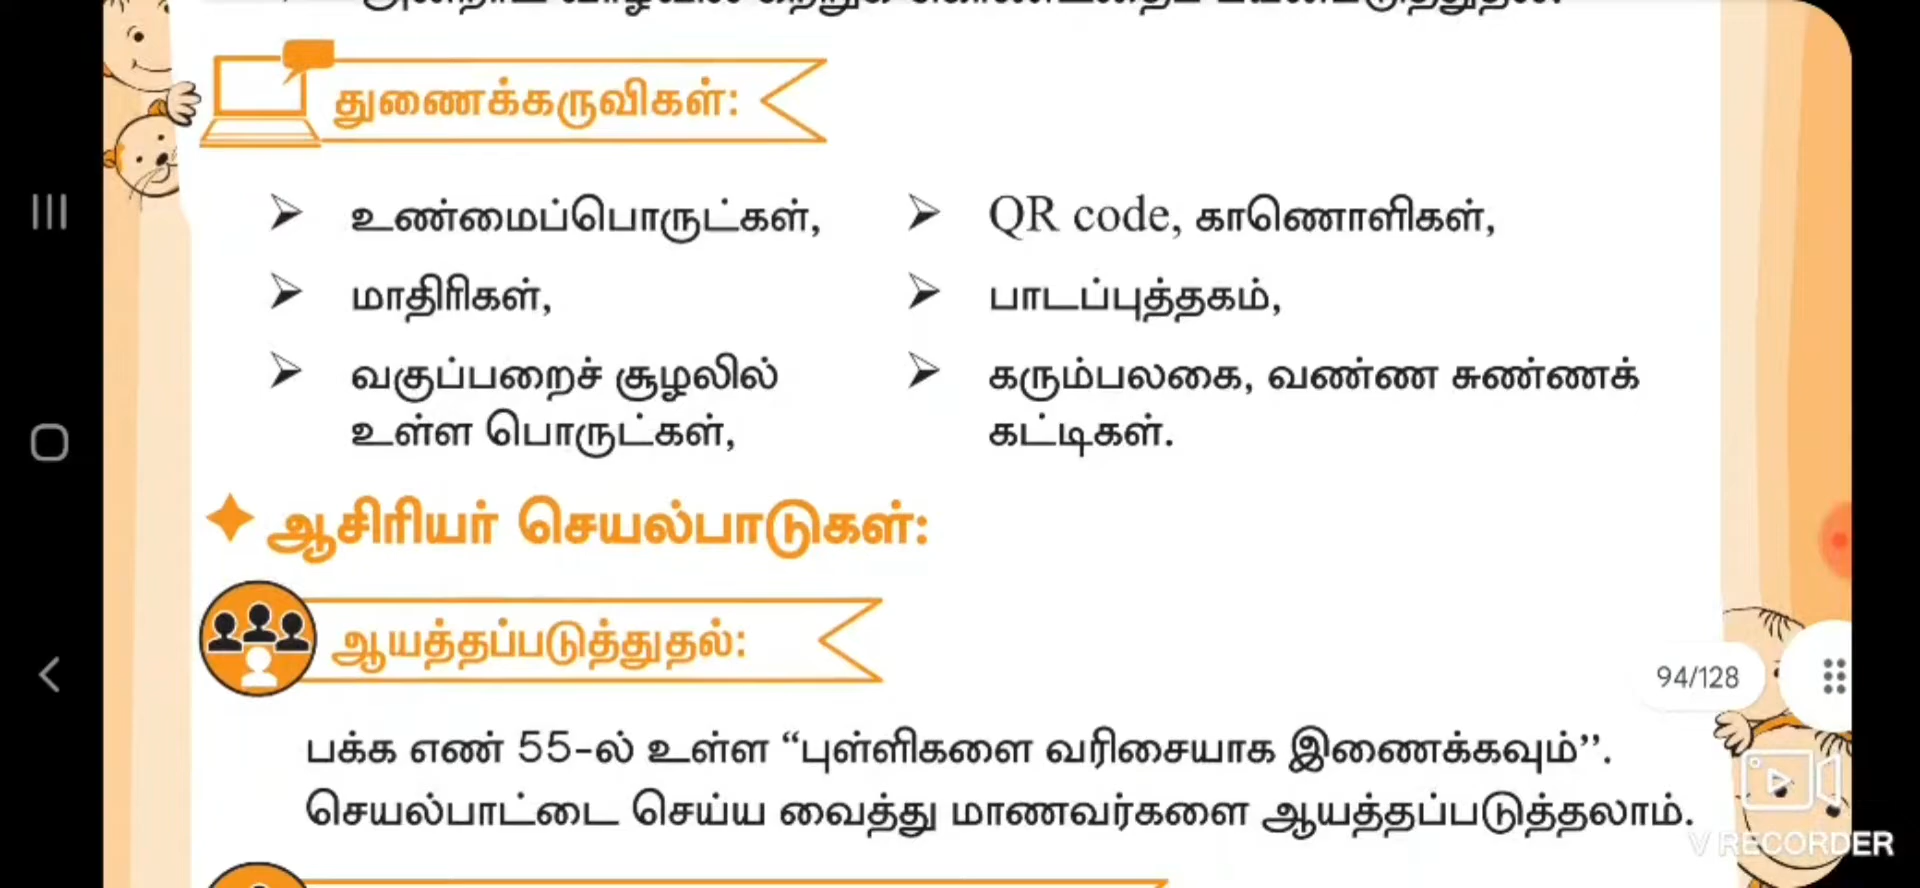 துணைக்கருவிகள்:
உண்மைப்பொருட்கள்,
மாதிரிகள்,
வகுப்பறைச் சூழலில்
உள்ள பொருட்கள்,
QR code, காணொளிகள்,
பாடப்புத்தகம்,
கரும்பலகை, வண்ண சுண்ணக்
கட்டிகள்.
ஆசிரியர் செயல்பாடுகள்:
ஆயத்தப்படுத்துதல்:
94/128
பக்க எண் 55-ல் உள்ள “புள்ளிகளை வரிசையாக இணைக்கவும்”.
செயல்பாட்டை செய்ய வைத்து மாணவர்களை ஆயத்தப்படுத்தலாம்.
V RECORDER